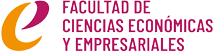 FACULTAD DE
CIENCIAS ECONÓMICAS
Y EMPRESARIALES